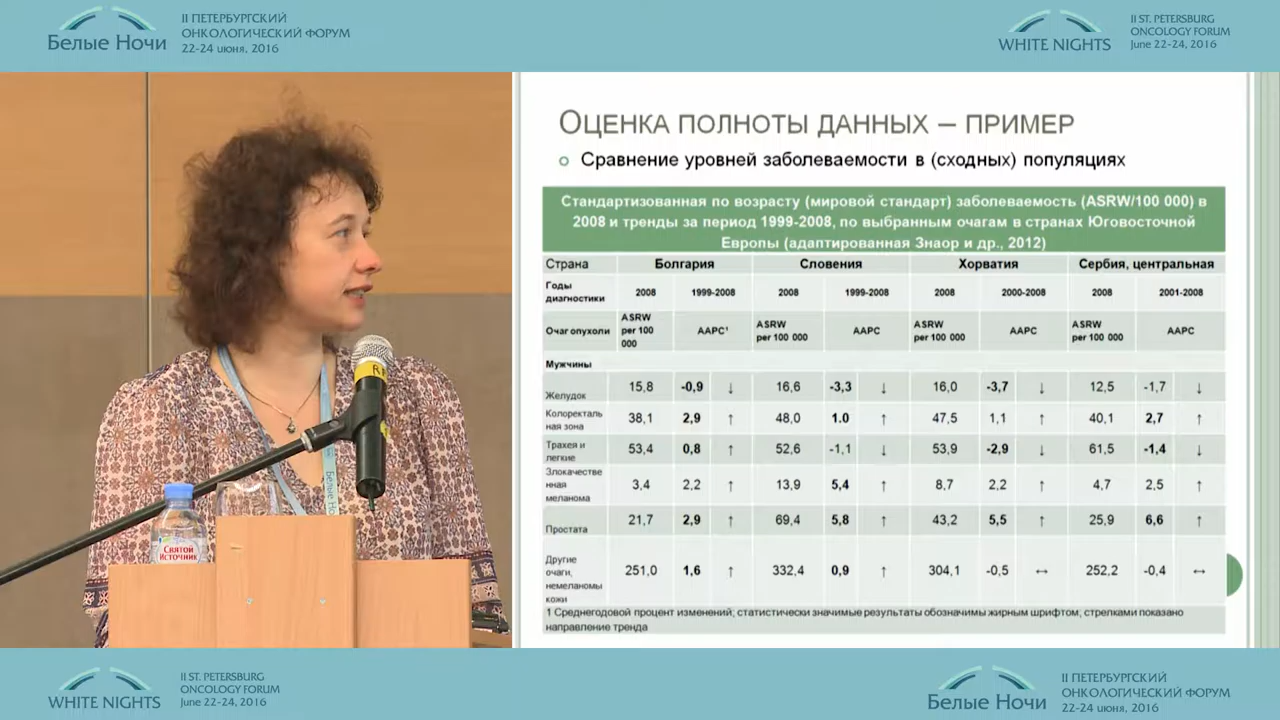 II ПЕТЕРБУРГСКИЙ
ОНКОЛОГИЧЕСКИЙ ФОРУМ
Белые Ночи
22-24 июня, 2016
II ST. PETERSBURG
ONCOLOGY FORUM
WHITE NIGHTS
June 22-24, 2016
Оценка полноты данных – пример
Сравнение уровней заболеваемости в (сходных) популяциях
Стандартизованная по возрасту (мировой стандарт) заболеваемость (ASRW/100 000) в
2008 и тренды за период 1999-2008, по выбранным очагам в странах Юговосточной
Европы (адаптированная Знаор и др., 2012)
Страна Болгария Словения Хорватия Сербия, центральная
Годы
диагностики 2008 1999-2008 2008 1999-2008 2008 2000-2008 2008 2001-2008
Очаг опухоли ASRW per 100 000 AAPC¹ ASRW per 100 000 AAPC ASRW per 100 000 AAPC ASRW per 100 000 AAPC
Мужчины
Желудок 15,8 -0,9 ↓ 16,6 -3,3 ↓ 16,0 -3,7 ↓ 12,5 -1,7 ↓
Колоректаль
ная зона 38,1 2,9 ↑ 48,0 1.0 ↑ 47,5 1,1 ↑ 40,1 2,7 ↑
Трахея и
легкие 53,4 0,8 ↑ 52,6 -1,1 ↓ 53,9 -2,9 ↓ 61,5 -1,4 ↓
Злокачестве
нная
меланома 3,4 2,2 ↑ 13,9 5,4 ↑ 8,7 2,2 ↑ 4,7 2,5 ↑
Простата 21,7 2,9 ↑ 69,4 5,8 ↑ 43,2 5,5 ↑ 25,9 6,6 ↑
Другие
очаги,
немеланомы
кожи 251,0 1,6 ↑ 332,4 0,9 ↑ 304,1 -0,5 ↔ 252,2 -0,4 ↔
1 Среднегодовой процент изменений; статистически значимые результаты обозначимы жирным шрифтом; стрелками показано
направление тренда
Белые Но
Святой
Источник
II ST. PETERSBURG
ONCOLOGY FORUM
WHITE NIGHTS
June 22-24, 2016
II ПЕТЕРБУРГСКИЙ
ОНКОЛОГИЧЕСКИЙ ФОРУМ
Белые Ночи
22-24 июня, 2016